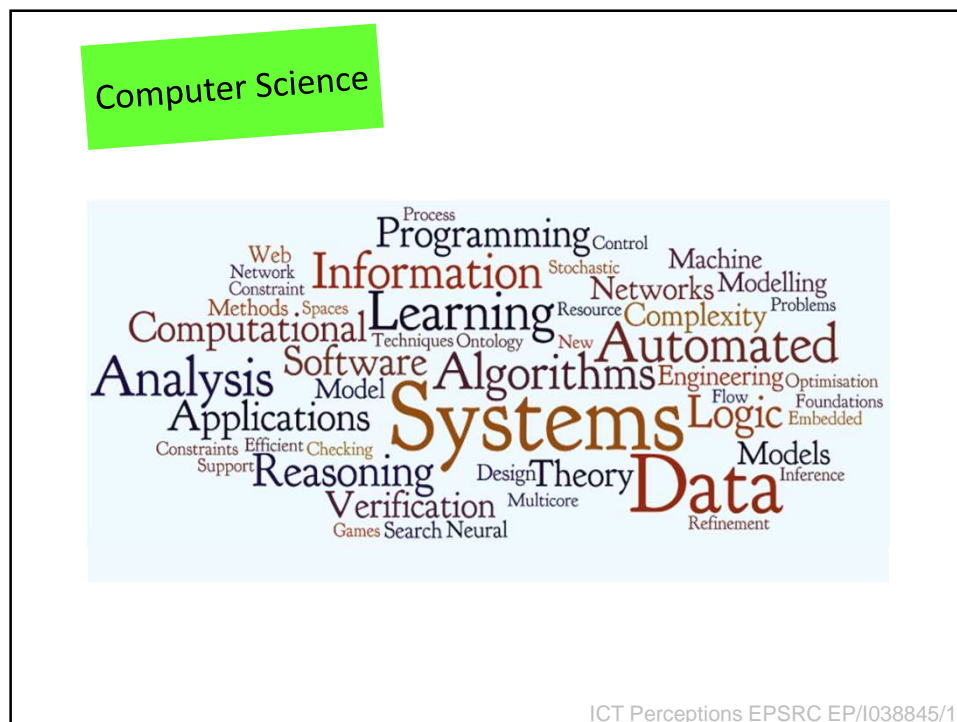 Computer Science
Process
Programming Control
Web Machine
Network Information Stochastic Networks Modelling
Constraint
Methods Spaces Learning Resource Complexity Problems
Computational Techniques Ontology New Automated
Analysis Software Algorithms Engineering Optimisation
Model Flow Foundations
Applications Systems Logic Embedded
Constraints Efficient Checking Models
Support Reasoning Design Theory Data Inference
Verification Multicore
Games Search Neural Refinement
ICT Perceptions EPSRC EP/I038845/1